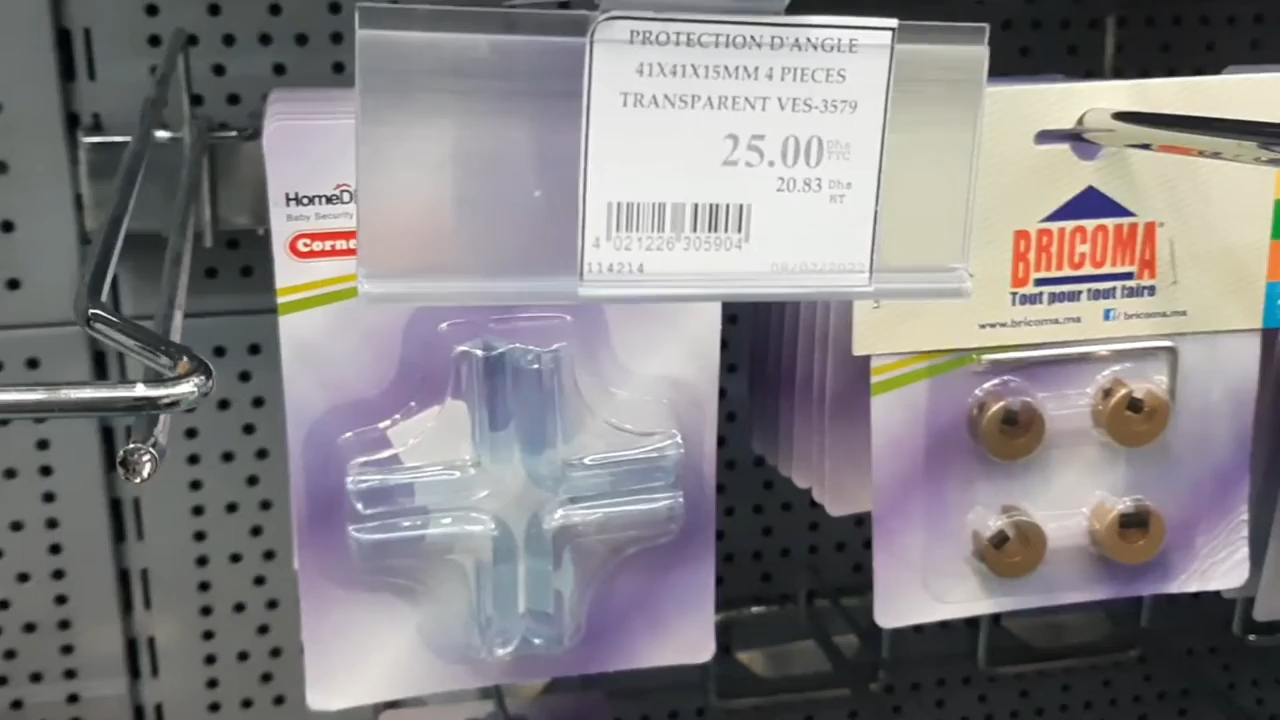 PROTECTION D'ANGLE
41X41X15MM 4 PIECES
TRANSPARENT VES-3579
25.00 Dhs TTC
20.83 Dhs HT
4 021226 305904
114214
HomeD
Baby Security
Corne
BRICOMA
Tout pour tout faire
www.bricoma.ma f/bricoma.ma